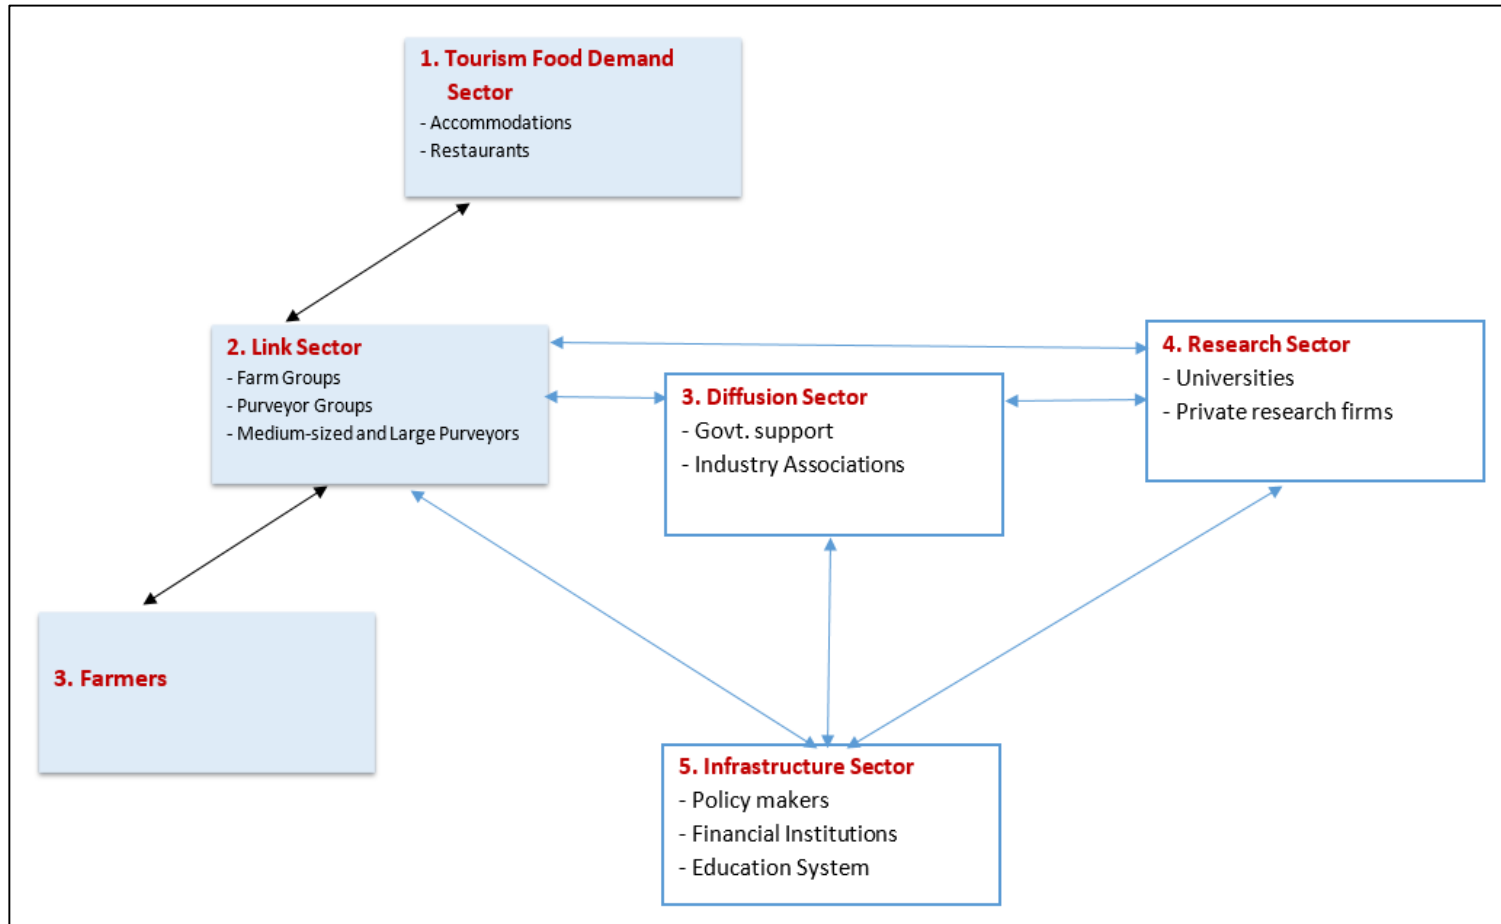 1. Tourism Food Demand
Sector
- Accommodations
- Restaurants
2. Link Sector
- Farm Groups
- Purveyor Groups
- Medium-sized and Large Purveyors
3. Diffusion Sector
- Govt. support
- Industry Associations
4. Research Sector
- Universities
- Private research firms
3. Farmers
5. Infrastructure Sector
- Policy makers
- Financial Institutions
- Education System